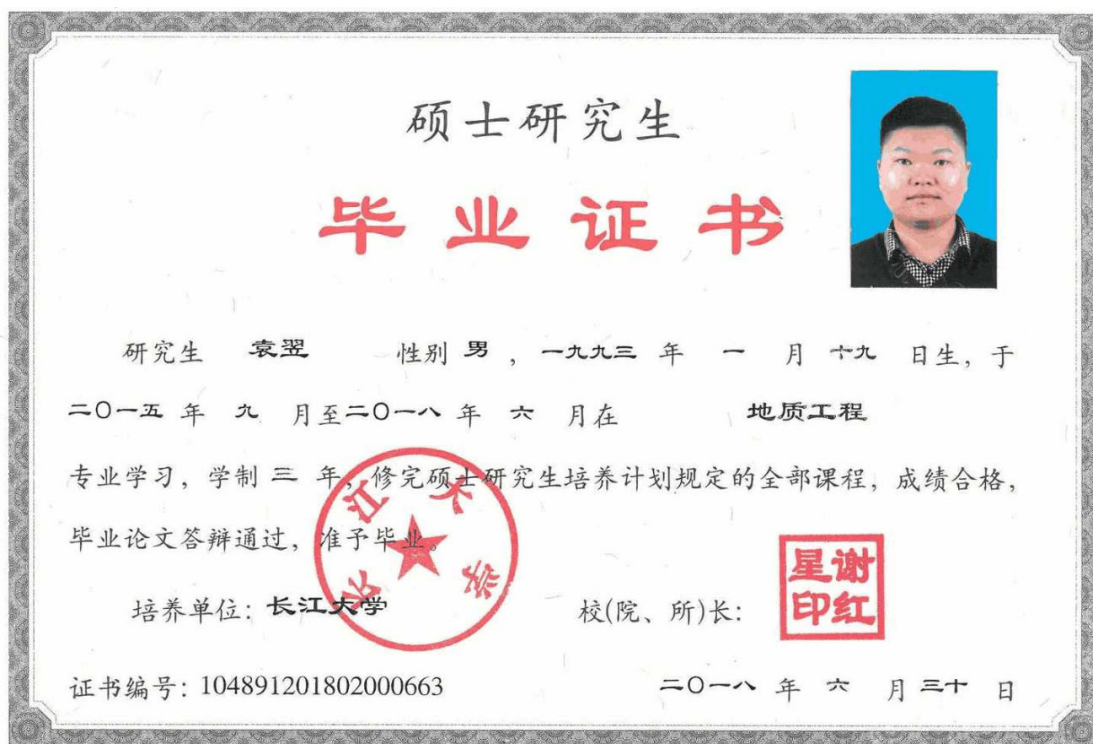 硕士研究生
毕业证书
研究生 袁翌 性别 男 ，一九九三 年 一 月 十九 日生，于
二〇一五 年 九 月至二〇一八 年 六 月在 地质工程
专业学习，学制 三 年，修完硕士研究生培养计划规定的全部课程，成绩合格，
毕业论文答辩通过，准予毕业。
长江大学
培养单位：长江大学 校(院、所)长：
谢红星印
证书编号：104891201802000663 二〇一八 年 六 月 三十 日